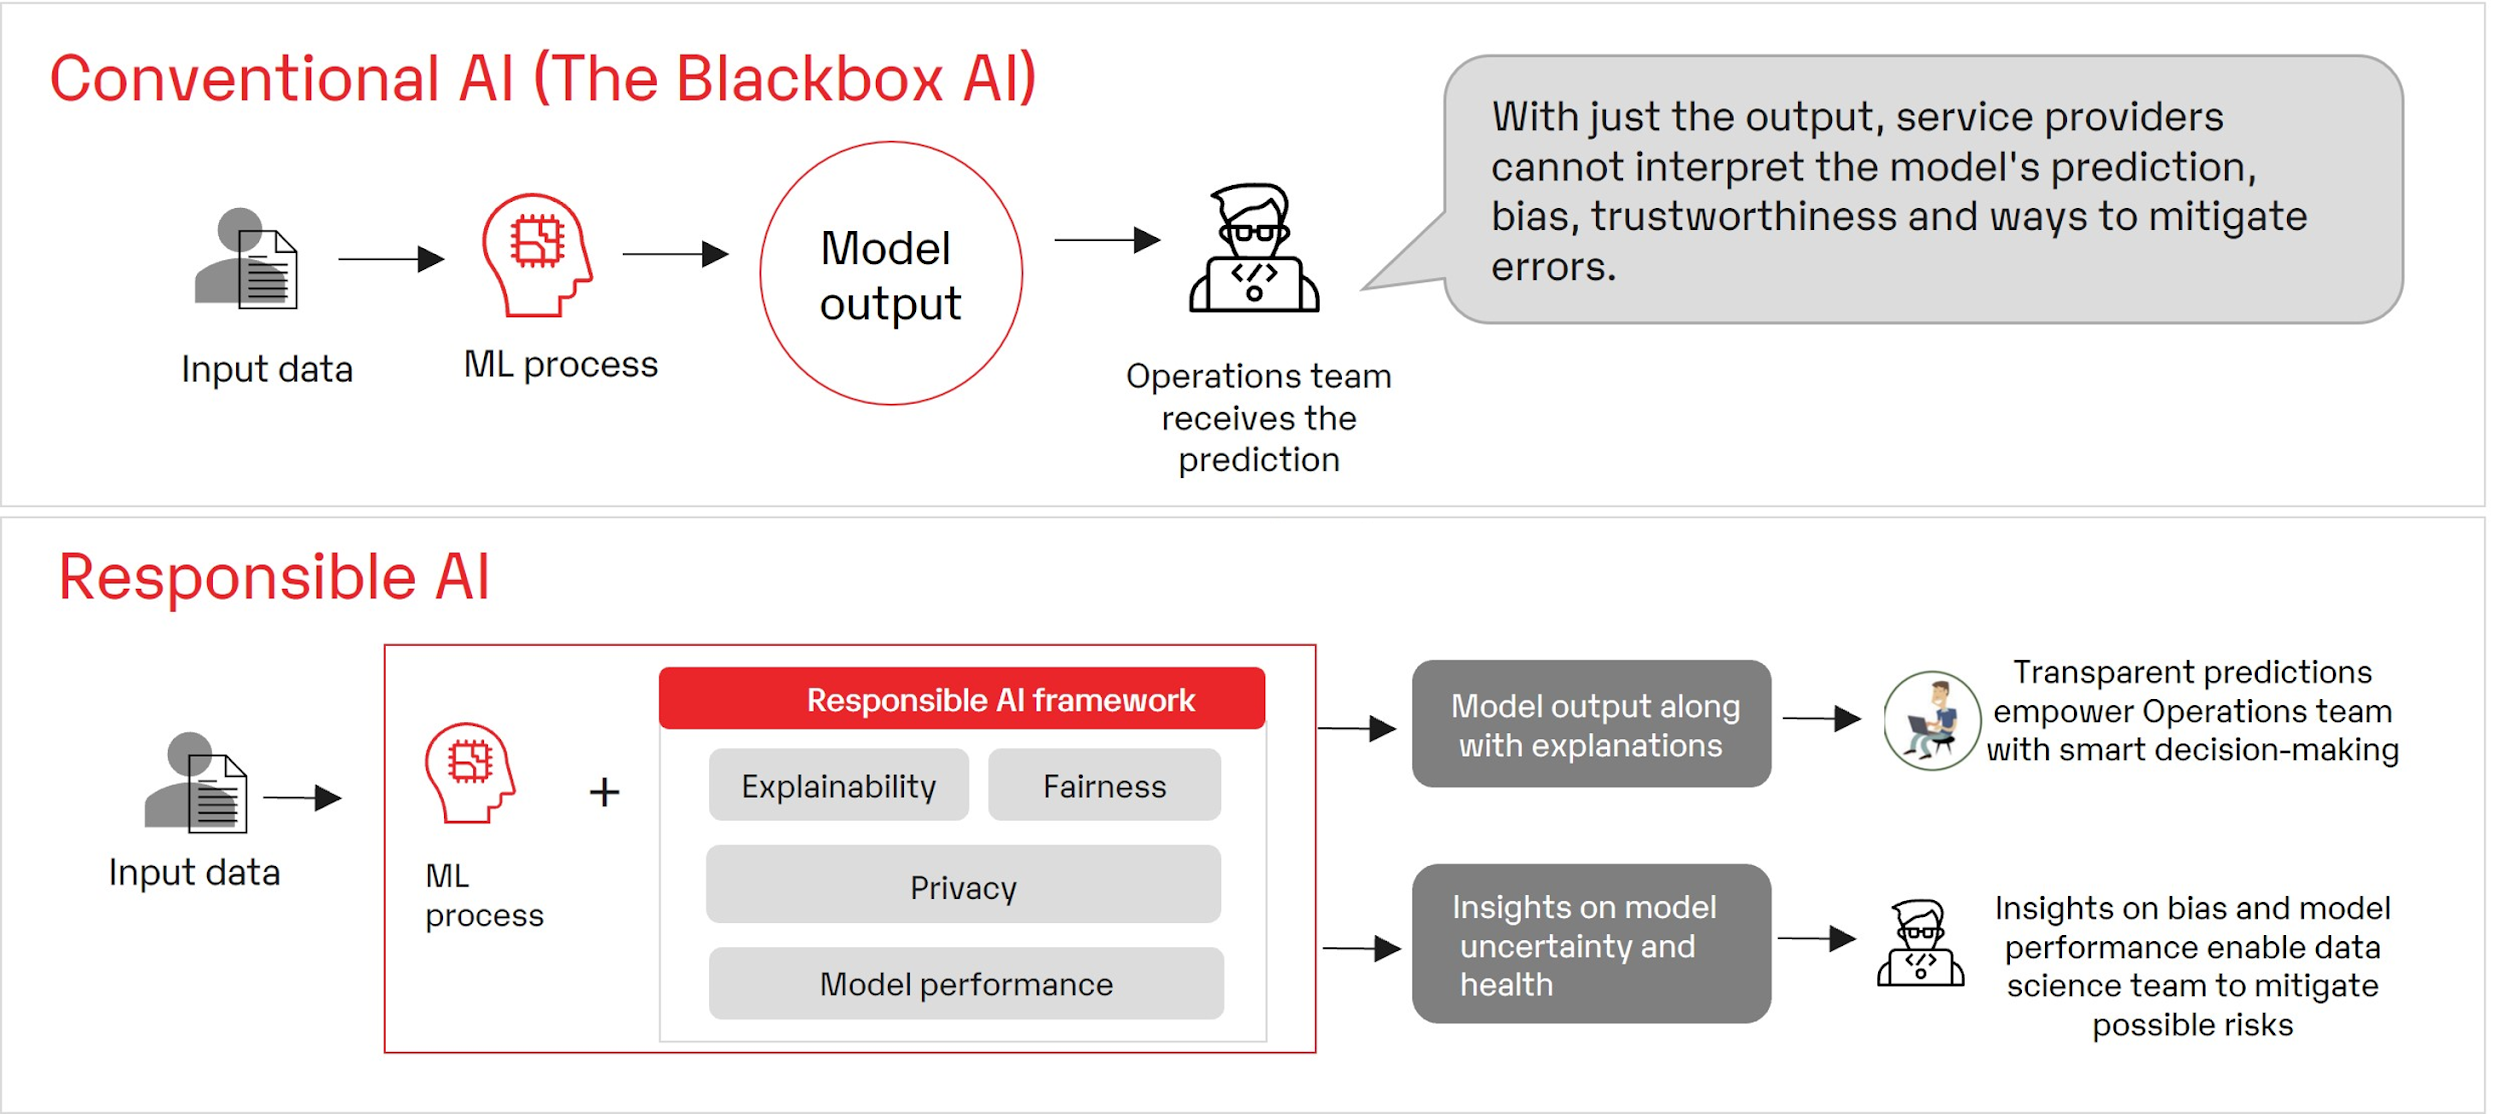 Conventional AI (The Blackbox AI)
With just the output, service providers
cannot interpret the model's prediction,
bias, trustworthiness and ways to mitigate
errors.
Input data
ML process
Model
output
</>
Operations team
receives the
prediction
Responsible AI
Input data
ML
process
+
Responsible AI framework
Explainability
Fairness
Privacy
Model performance
Model output along
with explanations
Transparent predictions
empower Operations team
with smart decision-making
Insights on model
uncertainty and
health
</>
Insights on bias and model
performance enable data
science team to mitigate
possible risks